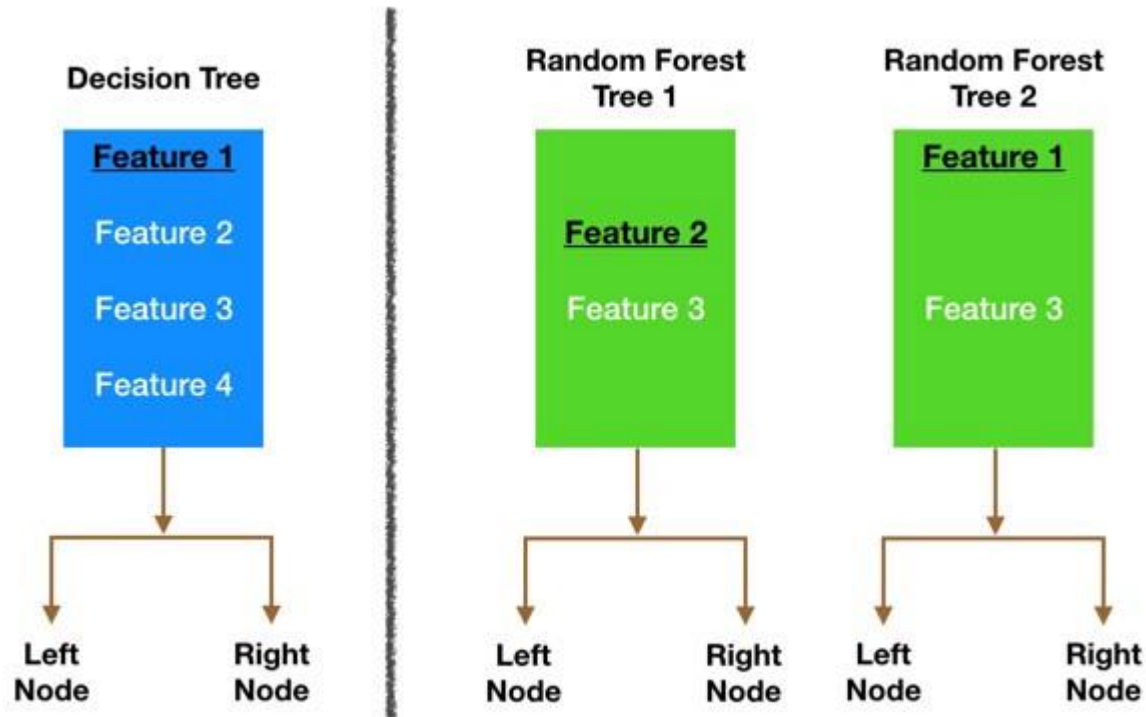 Decision Tree
Feature 1
Feature 2
Feature 3
Feature 4
Left
Node
Right
Node
Random Forest
Tree 1
Feature 2
Feature 3
Left
Node
Right
Node
Random Forest
Tree 2
Feature 1
Feature 3
Left
Node
Right
Node